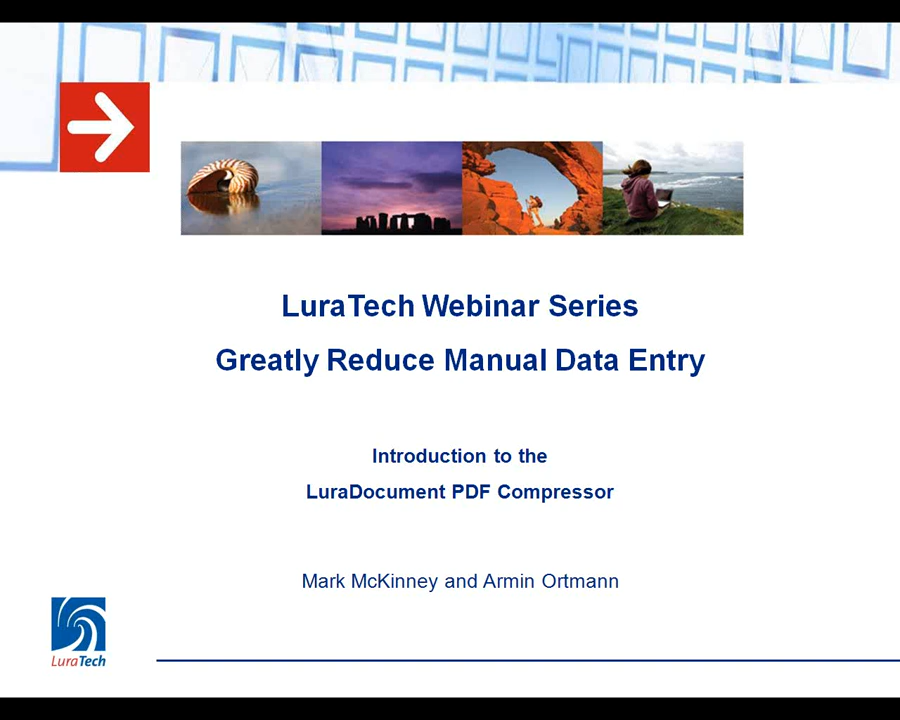 LuraTech Webinar Series
Greatly Reduce Manual Data Entry
Introduction to the
LuraDocument PDF Compressor
Mark McKinney and Armin Ortmann
LuraTech